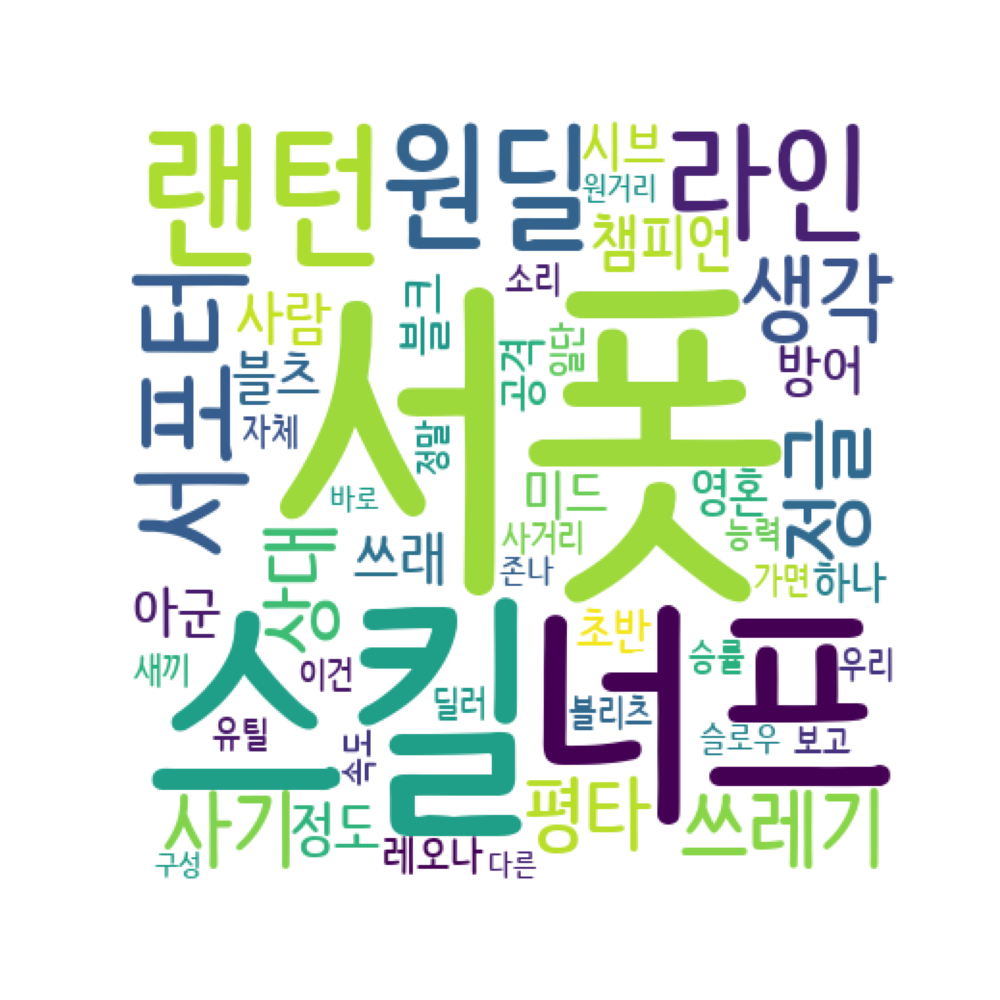 랜턴
원딜
시브
원거리
라인
챔피언
서포터
사람
블크
소리
서폿
생각
블츠
공격
일단
방어
자체
정말
정글
바로
미드
영혼
상대
쓰래
사거리
능력
존나
가면
하나
아군
스킬
너프
초반
승률
우리
새끼
이건
유틸
딜러
블리츠
속도
슬로우
보고
사기
정도
평타
쓰레기
구성
레오나
다른